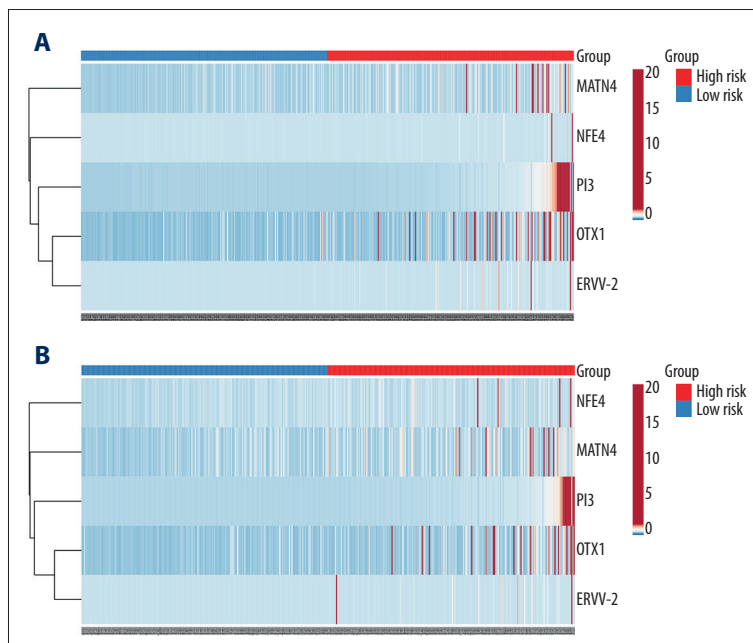 A
Group
MATN4
NFE4
PI3
OTX1
ERVV-2
Group
High risk
Low risk
20
15
10
5
0
B
Group
NFE4
MATN4
PI3
OTX1
ERVV-2
Group
High risk
Low risk
20
15
10
5
0